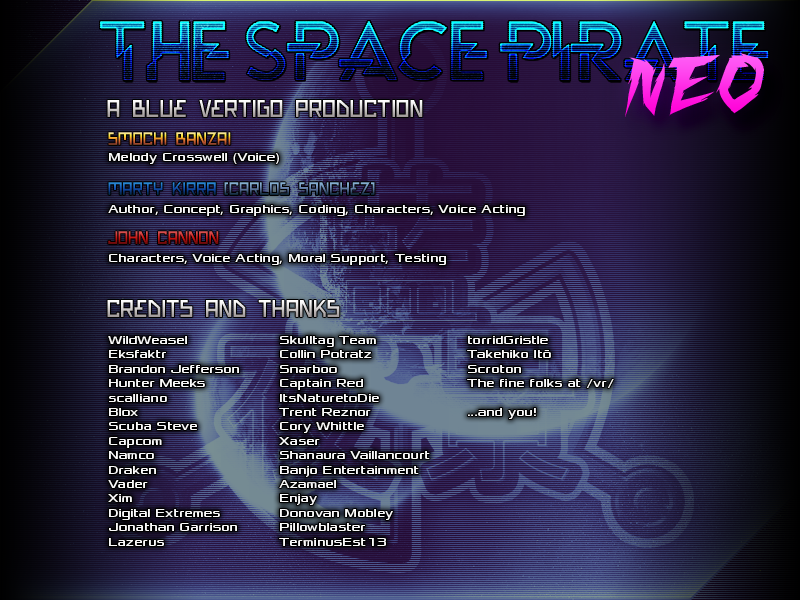 THE SPACE PIRATE
NEO
A BLUE VERTIGO PRODUCTION
SMOCHI BANZAI
Melody Crosswell (Voice)
MARTY KIRRA (CARLOS SANCHEZ)
Author, Concept, Graphics, Coding, Characters, Voice Acting
JOHN CANNON
Characters, Voice Acting, Moral Support, Testing
CREDITS AND THANKS
WildWeasel
Eksfaktr
Brandon Jefferson
Hunter Meeks
scalliano
Blox
Scuba Steve
Capcom
Namco
Draken
Vader
Xim
Digital Extremes
Jonathan Garrison
Lazerus
Skulltag Team
Collin Potratz
Snarboo
Captain Red
ItsNaturetoDie
Trent Reznor
Cory Whittle
Xaser
Shanaura Vaillancourt
Banjo Entertainment
Azamael
Enjay
Donovan Mobley
Pillowblaster
TerminusEst13
torridGristle
Takehiko Itō
Scroton
The fine folks at /vr/
...and you!